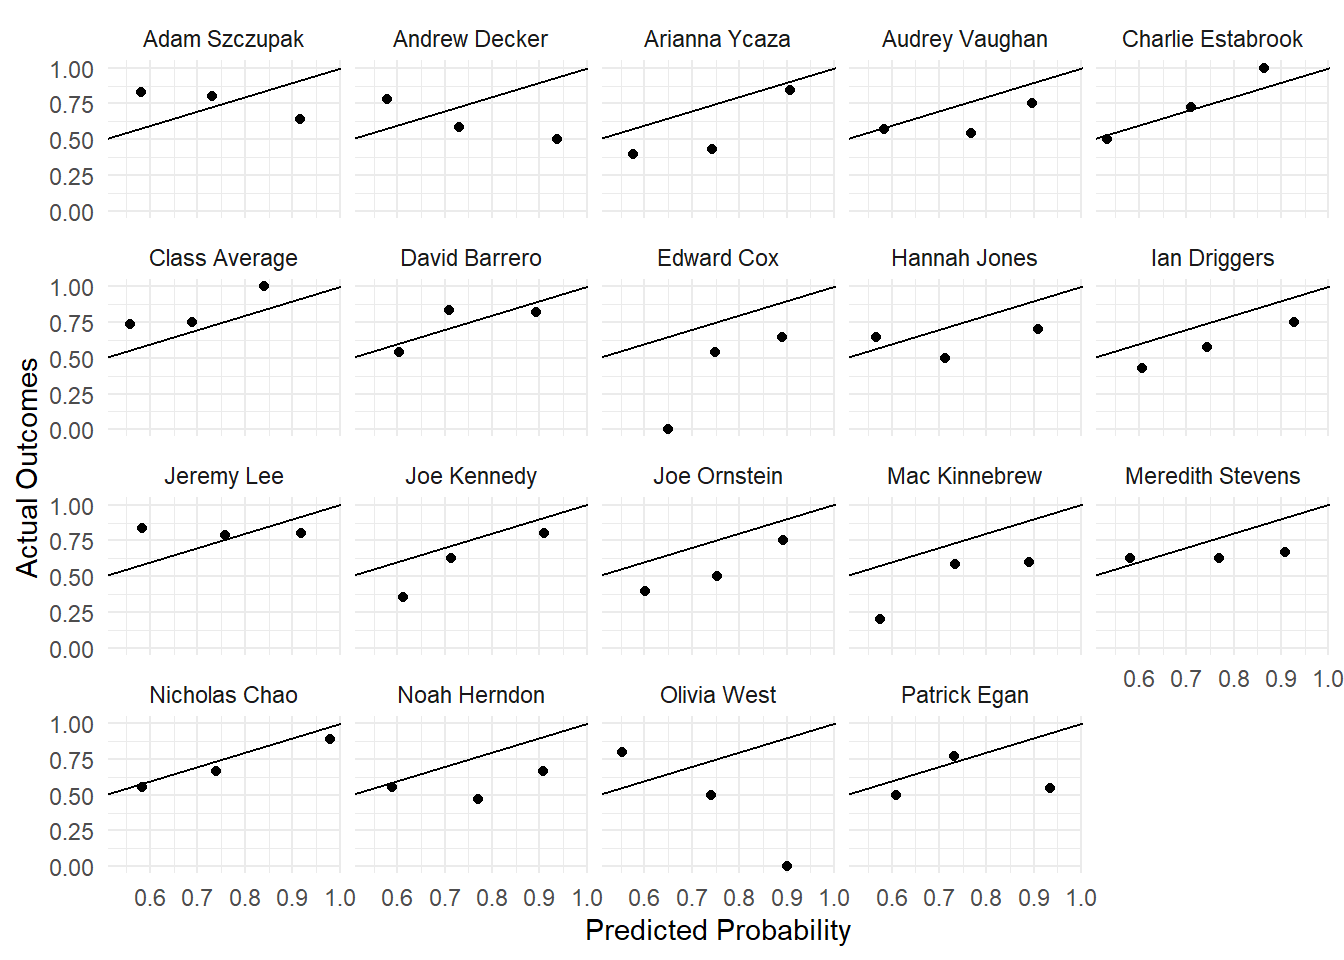 Adam Szczupak Andrew Decker Arianna Ycaza Audrey Vaughan Charlie Estabrook
1.00
0.75
0.50
0.25
0.00
Class Average David Barrero Edward Cox Hannah Jones Ian Driggers
1.00
0.75
0.50
0.25
0.00
Actual Outcomes
Jeremy Lee Joe Kennedy Joe Ornstein Mac Kinnebrew Meredith Stevens
1.00
0.75
0.50
0.25
0.00
0.6 0.7 0.8 0.9 1.0
Nicholas Chao Noah Herndon Olivia West Patrick Egan
1.00
0.75
0.50
0.25
0.00
0.6 0.7 0.8 0.9 1.0 0.6 0.7 0.8 0.9 1.0 0.6 0.7 0.8 0.9 1.0 0.6 0.7 0.8 0.9 1.0
Predicted Probability